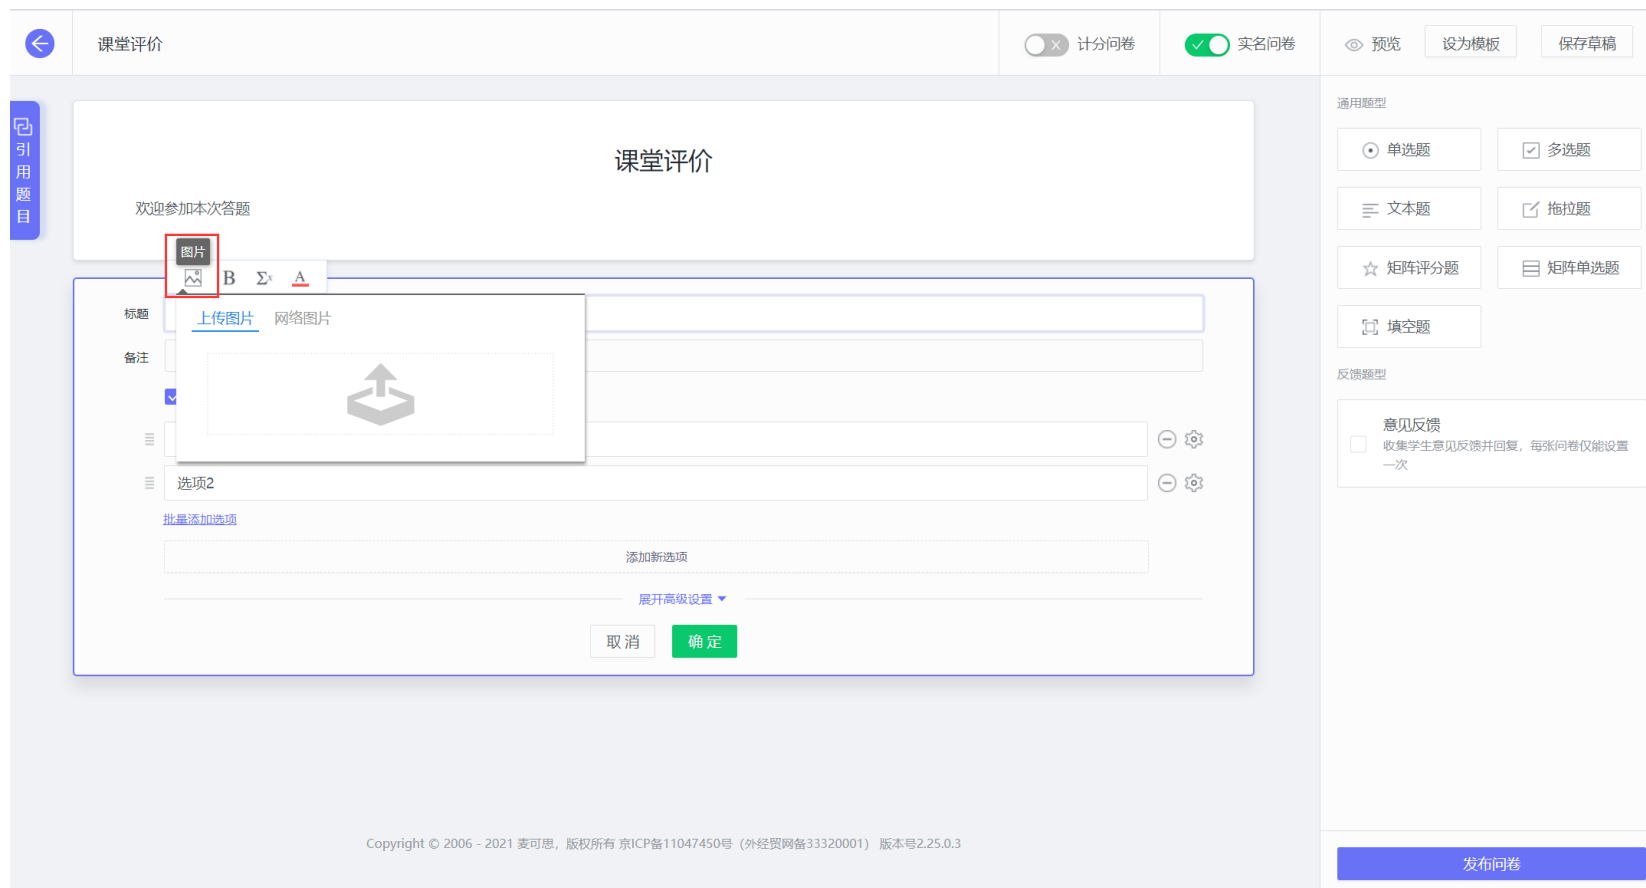 课堂评价
计分问卷
实名问卷
预览
设为模板
保存草稿
引用题目
课堂评价
欢迎参加本次答题
图片
B Σx A
标题
上传图片 网络图片
备注
选项2
批量添加选项
添加新选项
展开高级设置
取消 确定
通用题型
单选题 多选题
文本题 拖拉题
矩阵评分题 矩阵单选题
填空题
反馈题型
意见反馈
收集学生意见反馈并回复，每张问卷仅能设置
一次
Copyright © 2006 - 2021 麦可思，版权所有 京ICP备11047450号（外经贸网备33320001） 版本号2.25.0.3
发布问卷